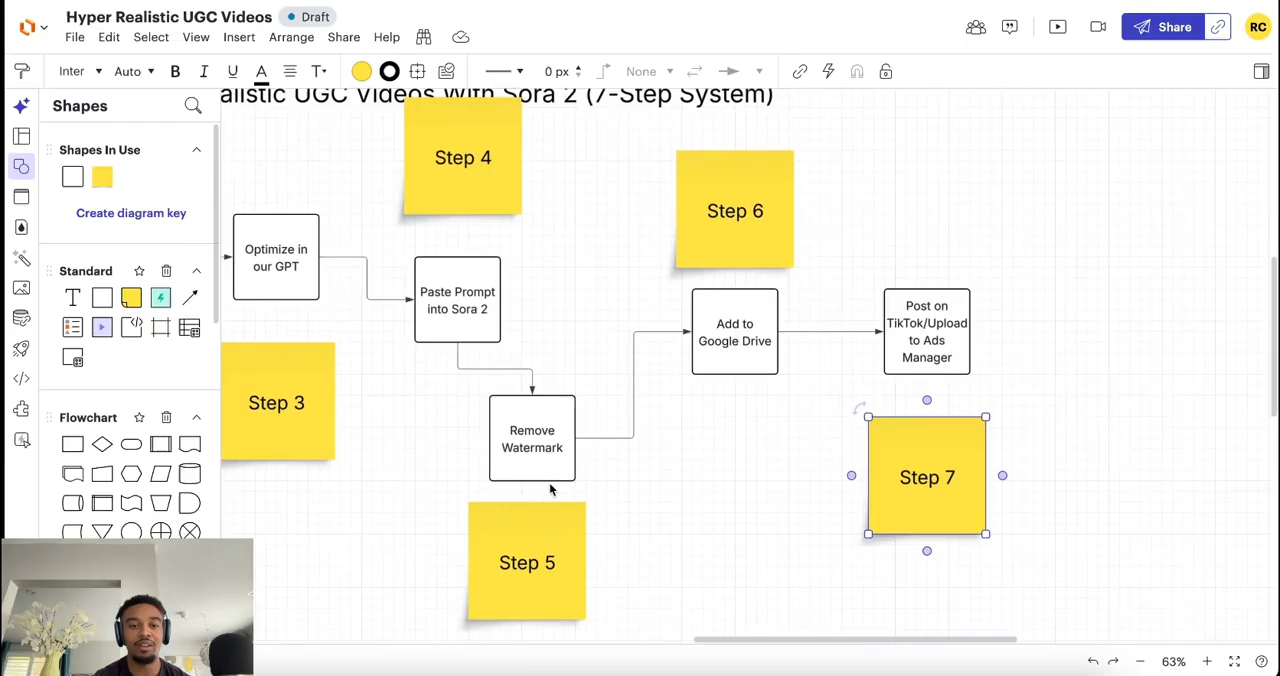 Hyper Realistic UGC Videos
Draft
File Edit Select View Insert Arrange Share Help
Share
RC
Inter
Auto
B I U A T
0 px
None
Shapes
Shapes In Use
Create diagram key
Standard
T
Flowchart
alistic UGC Videos With Sora 2 (7-Step System)
Step 4
Step 6
Optimize in
our GPT
Paste Prompt
into Sora 2
Add to
Google Drive
Post on
TikTok/Upload
to Ads
Manager
Step 3
Remove
Watermark
Step 7
Step 5
63%